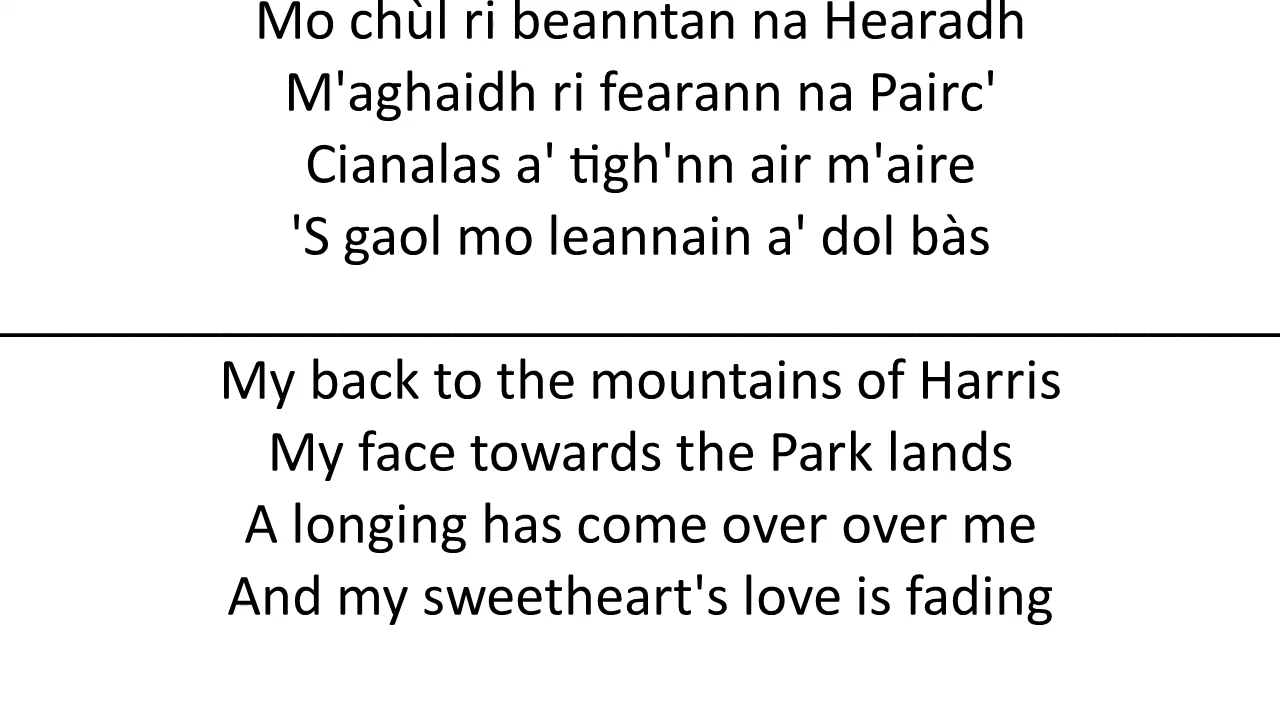 Mo chùl ri beanntan na Hearadh
M'aghaidh ri fearann na Pairc'
Cianalas a' tigh'nn air m'aire
'S gaol mo leannain a' dol bàs
My back to the mountains of Harris
My face towards the Park lands
A longing has come over over me
And my sweetheart's love is fading